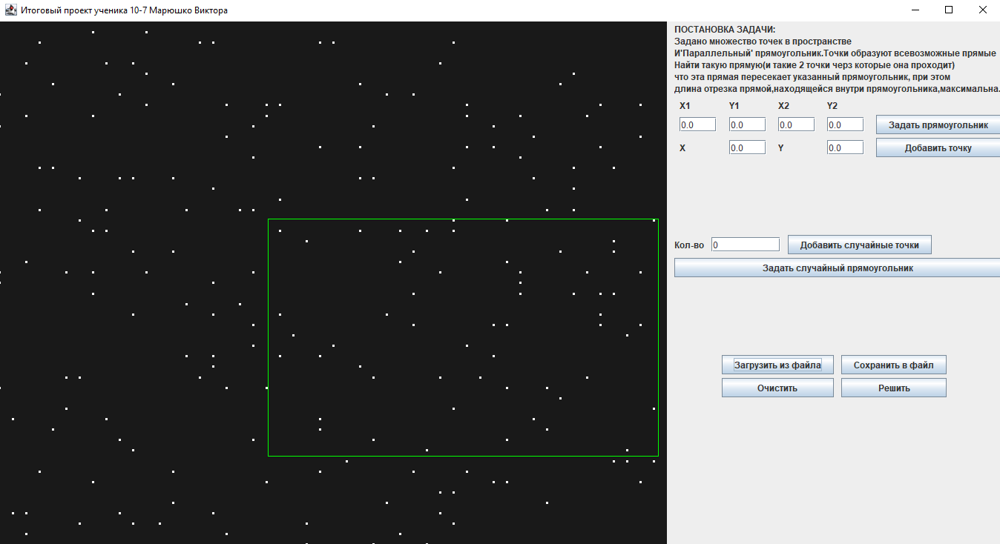 Итоговый проект ученика 10-7 Марюшко Виктора
ПОСТАНОВКА ЗАДАЧИ:
Задано множество точек в пространстве
И'Параллельный' прямоугольник.Точки образуют всевозможные прямые
Найти такую прямую(и такие 2 точки черз которые она проходит)
что эта прямая пересекает указанный прямоугольник, при этом
длина отрезка прямой,находящейся внутри прямоугольника,максимальна.
X1 Y1 X2 Y2
0.0 0.0 0.0 0.0 Задать прямоугольник
X 0.0 Y 0.0 Добавить точку
Кол-во 0 Добавить случайные точки
Задать случайный прямоугольник
Загрузить из файла Сохранить в файл
Очистить Решить